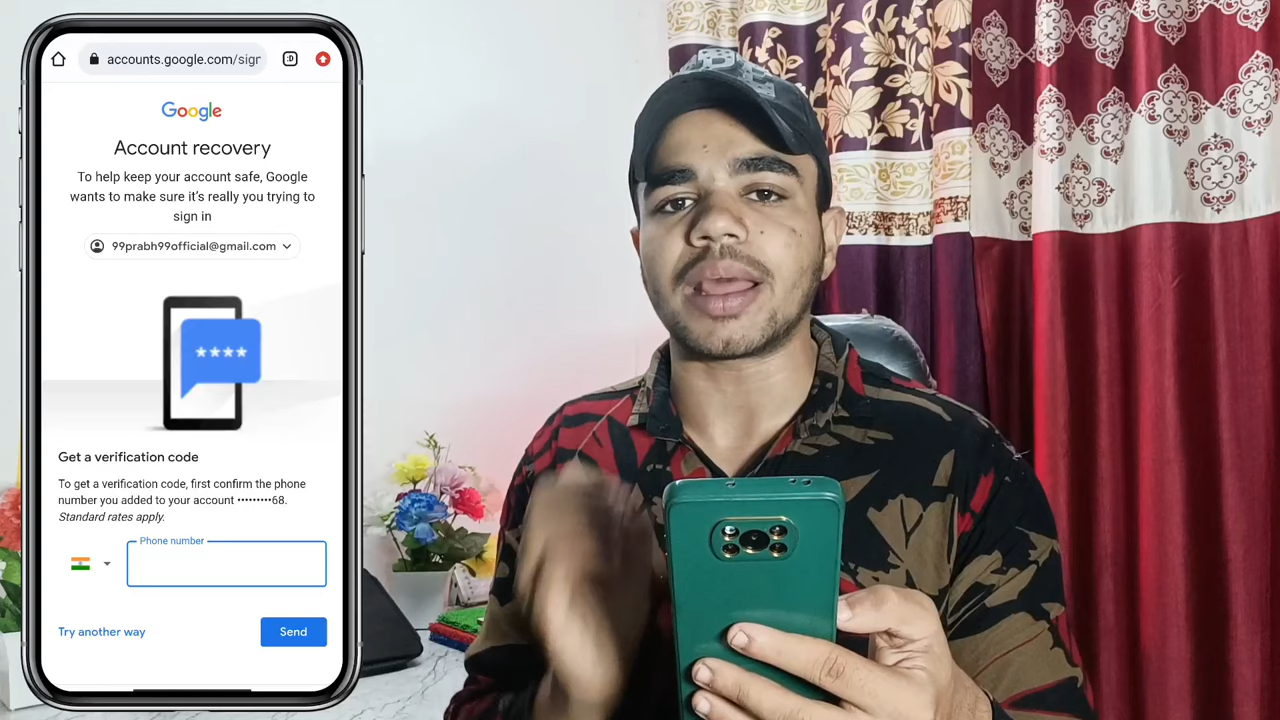 accounts.google.com/sigr
Google
Account recovery
To help keep your account safe, Google
wants to make sure it's really you trying to
sign in
99prabh99official@gmail.com
****
Get a verification code
To get a verification code, first confirm the phone
number you added to your account •••••••••68.
Standard rates apply.
Phone number
Try another way
Send